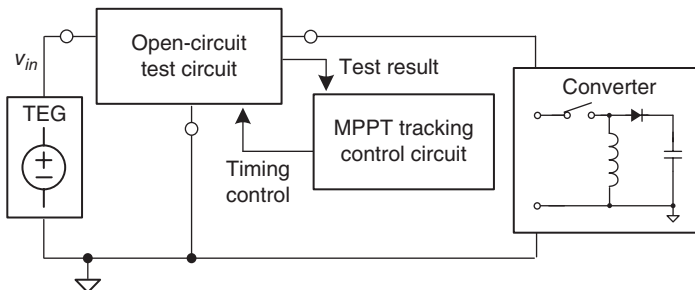 Open-circuit
test circuit
v_in
Test result
Converter
TEG
MPPT tracking
control circuit
Timing
control